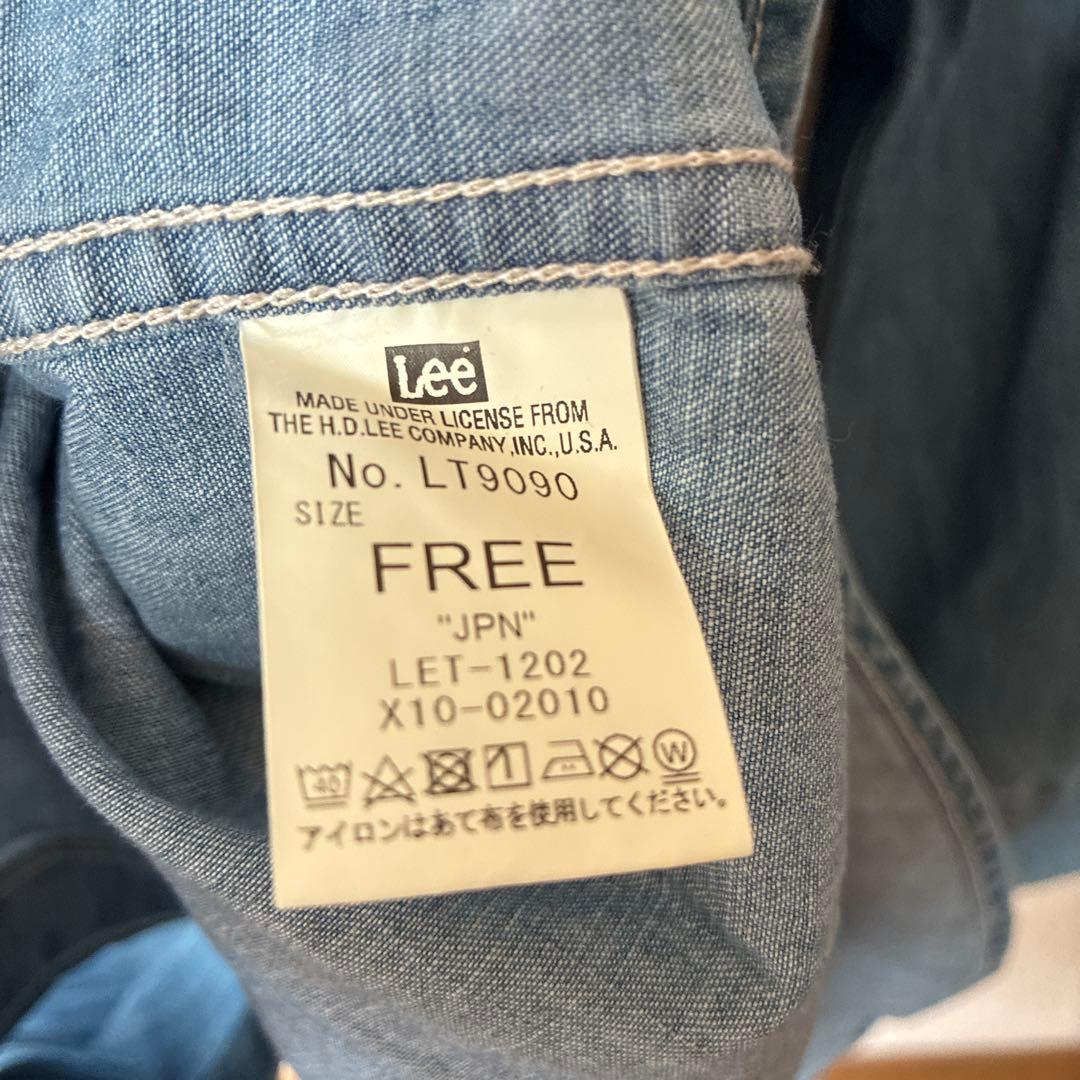 Lee
MADE UNDER LICENSE FROM
THE H.D.LEE COMPANY,INC.,U.S.A.
No. LT9090
SIZE
FREE
"JPN"
LET-1202
X10-02010
40 W
アイロンはあて布を使用してください。